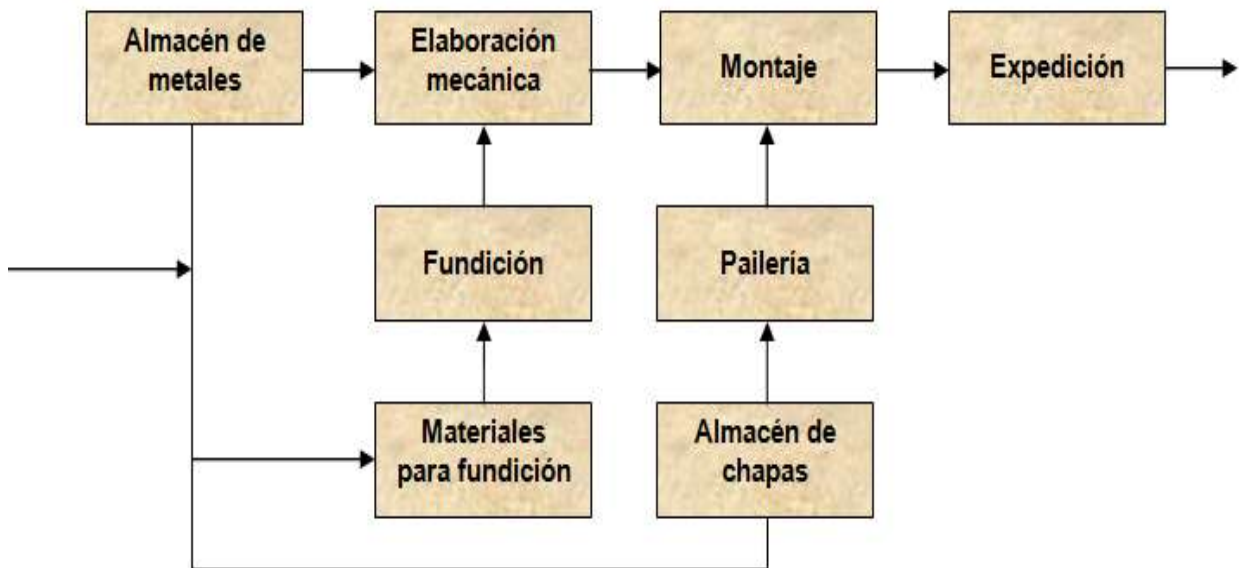 Almacén de
metales
Elaboración
mecánica
Montaje
Expedición
Fundición
Pailería
Materiales
para fundición
Almacén de
chapas